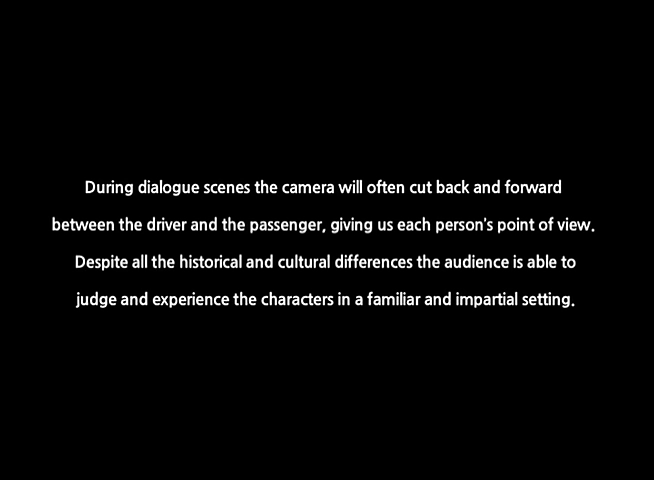 During dialogue scenes the camera will often cut back and forward
between the driver and the passenger, giving us each person's point of view.
Despite all the historical and cultural differences the audience is able to
judge and experience the characters in a familiar and impartial setting.